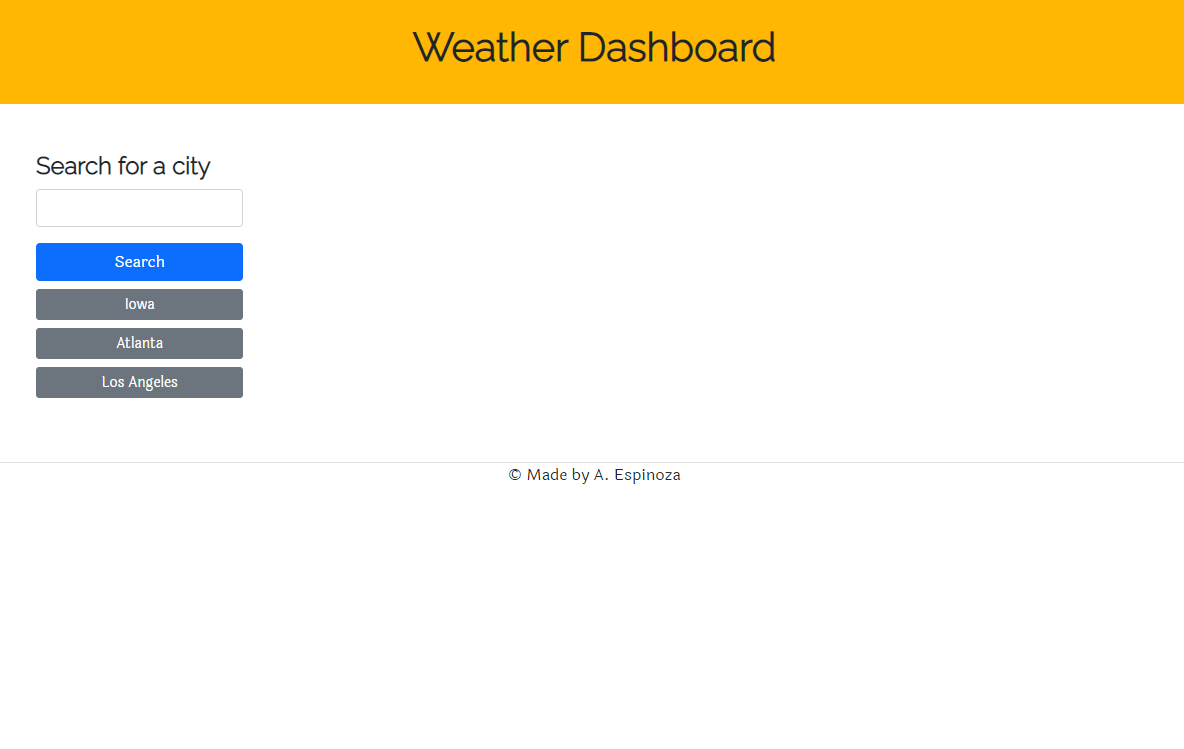 Weather Dashboard
Search for a city
Search
Iowa
Atlanta
Los Angeles
© Made by A. Espinoza